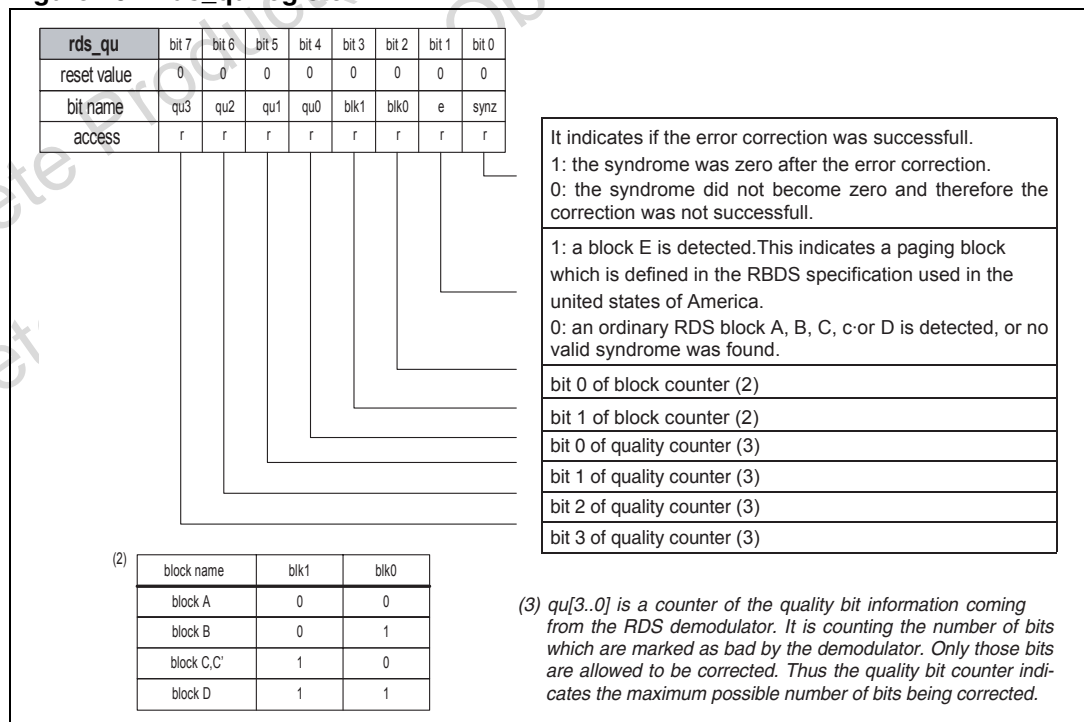 rds_qu bit 7 bit 6 bit 5 bit 4 bit 3 bit 2 bit 1 bit 0
reset value 0 0 0 0 0 0 0 0
bit name qu3 qu2 qu1 qu0 blk1 blk0 e synz
access r r r r r r r r
It indicates if the error correction was successfull.
1: the syndrome was zero after the error correction.
0: the syndrome did not become zero and therefore the
correction was not successfull.
1: a block E is detected.This indicates a paging block
which is defined in the RBDS specification used in the
united states of America.
0: an ordinary RDS block A, B, C, c·or D is detected, or no
valid syndrome was found.
bit 0 of block counter (2)
bit 1 of block counter (2)
bit 0 of quality counter (3)
bit 1 of quality counter (3)
bit 2 of quality counter (3)
bit 3 of quality counter (3)
(2)
block name blk1 blk0
block A 0 0
block B 0 1
block C,C' 1 0
block D 1 1
(3) qu[3..0] is a counter of the quality bit information coming
from the RDS demodulator. It is counting the number of bits
which are marked as bad by the demodulator. Only those bits
are allowed to be corrected. Thus the quality bit counter indi-
cates the maximum possible number of bits being corrected.